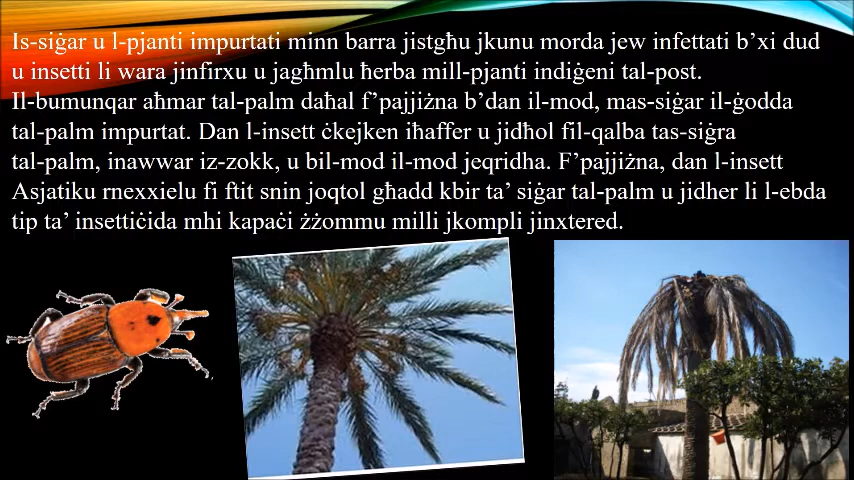 Is-siġar u l-pjanti impurtati minn barra jistgħu jkunu morda jew infettati b’xi dud
u insetti li wara jinfirxu u jagħmlu ħerba mill-pjanti indiġeni tal-post.
Il-bumunqar aħmar tal-palm daħal f’pajjiżna b’dan il-mod, mas-siġar il-ġodda
tal-palm impurtat. Dan l-insett ċkejken iħaffer u jidħol fil-qalba tas-siġra
tal-palm, inawwar iz-zokk, u bil-mod il-mod jeqridha. F’pajjiżna, dan l-insett
Asjatiku rnexxielu fi ftit snin joqtol għadd kbir ta’ siġar tal-palm u jidher li l-ebda
tip ta’ insettiċida mhi kapaċi żżommu milli jkompli jinxtered.